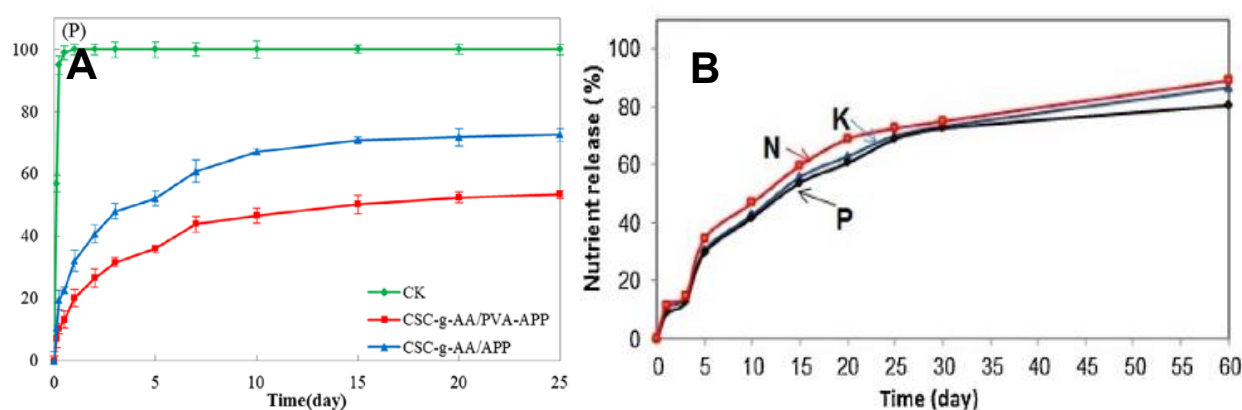 (P)
A
100
80
60
40
20
0
CK
CSC-g-AA/PVA-APP
CSC-g-AA/APP
0 5 10 15 20 25
Time(day)
B
Nutrient release (%)
100
80
60
40
20
0
N
K
P
0 5 10 15 20 25 30 35 40 45 50 55 60
Time (day)